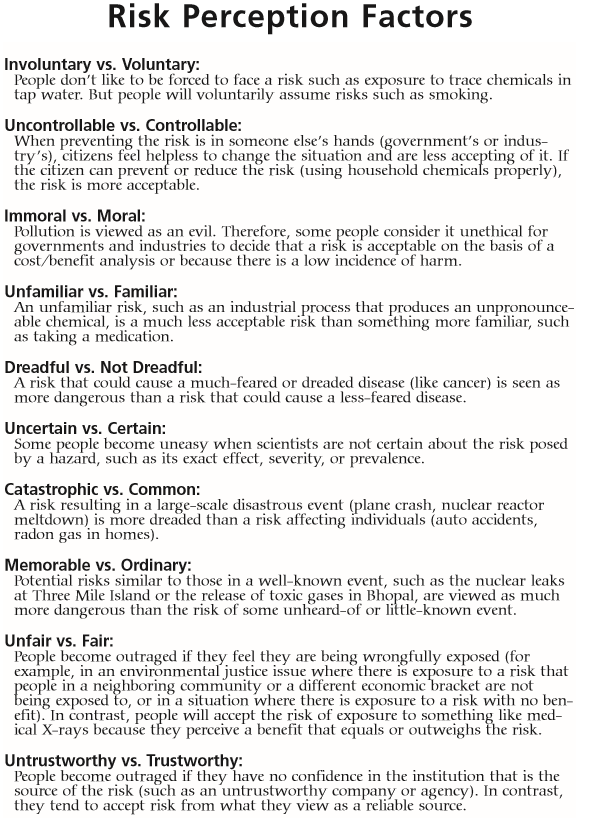 Risk Perception Factors
Involuntary vs. Voluntary:
People don't like to be forced to face a risk such as exposure to trace chemicals in
tap water. But people will voluntarily assume risks such as smoking.
Uncontrollable vs. Controllable:
When preventing the risk is in someone else's hands (government's or indus-
try's), citizens feel helpless to change the situation and are less accepting of it. If
the citizen can prevent or reduce the risk (using household chemicals properly),
the risk is more acceptable.
Immoral vs. Moral:
Pollution is viewed as an evil. Therefore, some people consider it unethical for
governments and industries to decide that a risk is acceptable on the basis of a
cost/benefit analysis or because there is a low incidence of harm.
Unfamiliar vs. Familiar:
An unfamiliar risk, such as an industrial process that produces an unpronounce-
able chemical, is a much less acceptable risk than something more familiar, such
as taking a medication.
Dreadful vs. Not Dreadful:
A risk that could cause a much-feared or dreaded disease (like cancer) is seen as
more dangerous than a risk that could cause a less-feared disease.
Uncertain vs. Certain:
Some people become uneasy when scientists are not certain about the risk posed
by a hazard, such as its exact effect, severity, or prevalence.
Catastrophic vs. Common:
A risk resulting in a large-scale disastrous event (plane crash, nuclear reactor
meltdown) is more dreaded than a risk affecting individuals (auto accidents,
radon gas in homes).
Memorable vs. Ordinary:
Potential risks similar to those in a well-known event, such as the nuclear leaks
at Three Mile Island or the release of toxic gases in Bhopal, are viewed as much
more dangerous than the risk of some unheard-of or little-known event.
Unfair vs. Fair:
People become outraged if they feel they are being wrongfully exposed (for
example, in an environmental justice issue where there is exposure to a risk that
people in a neighboring community or a different economic bracket are not
being exposed to, or in a situation where there is exposure to a risk with no ben-
efit). In contrast, people will accept the risk of exposure to something like med-
ical X-rays because they perceive a benefit that equals or outweighs the risk.
Untrustworthy vs. Trustworthy:
People become outraged if they have no confidence in the institution that is the
source of the risk (such as an untrustworthy company or agency). In contrast,
they tend to accept risk from what they view as a reliable source.